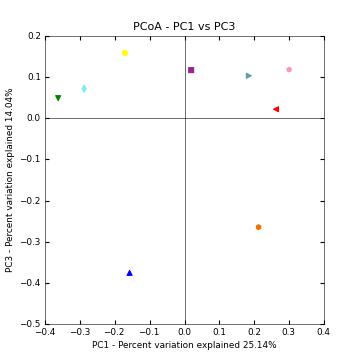 PCoA - PC1 vs PC3
0.2
0.1
0.0
−0.1
−0.2
−0.3
−0.4
−0.5
PC3 - Percent variation explained 14.04%
−0.4 −0.3 −0.2 −0.1 0.0 0.1 0.2 0.3 0.4
PC1 - Percent variation explained 25.14%